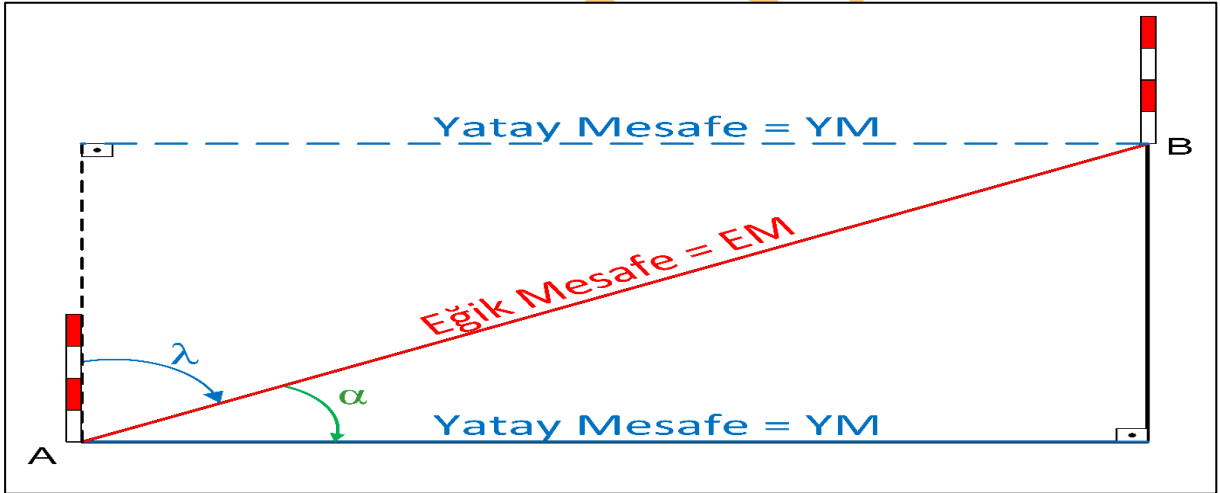 Yatay Mesafe = YM
B
Eğik Mesafe = EM
λ
α
Yatay Mesafe = YM
A